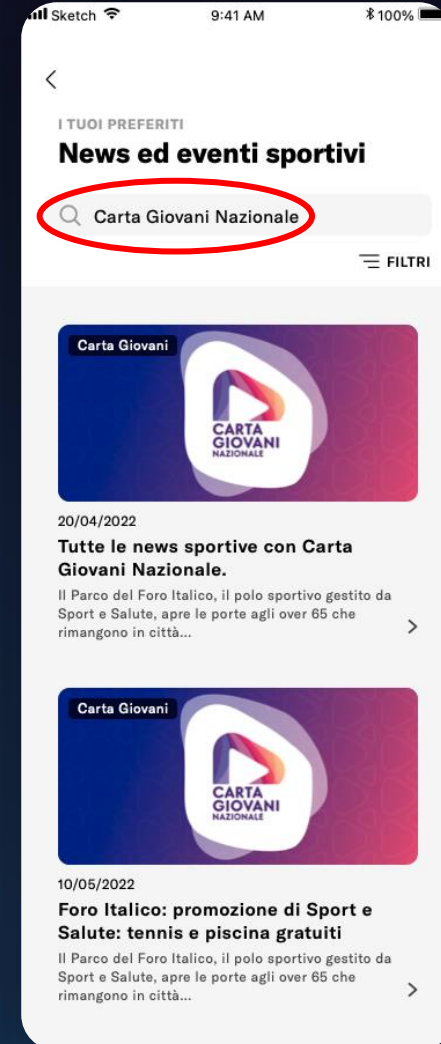 Sketch 9:41 AM 100%
I TUOI PREFERITI
News ed eventi sportivi
Carta Giovani Nazionale
FILTRI
Carta Giovani
CARTA
GIOVANI
NAZIONALE
20/04/2022
Tutte le news sportive con Carta
Giovani Nazionale.
Il Parco del Foro Italico, il polo sportivo gestito da
Sport e Salute, apre le porte agli over 65 che
rimangono in città...
Carta Giovani
CARTA
GIOVANI
NAZIONALE
10/05/2022
Foro Italico: promozione di Sport e
Salute: tennis e piscina gratuiti
Il Parco del Foro Italico, il polo sportivo gestito da
Sport e Salute, apre le porte agli over 65 che
rimangono in città...